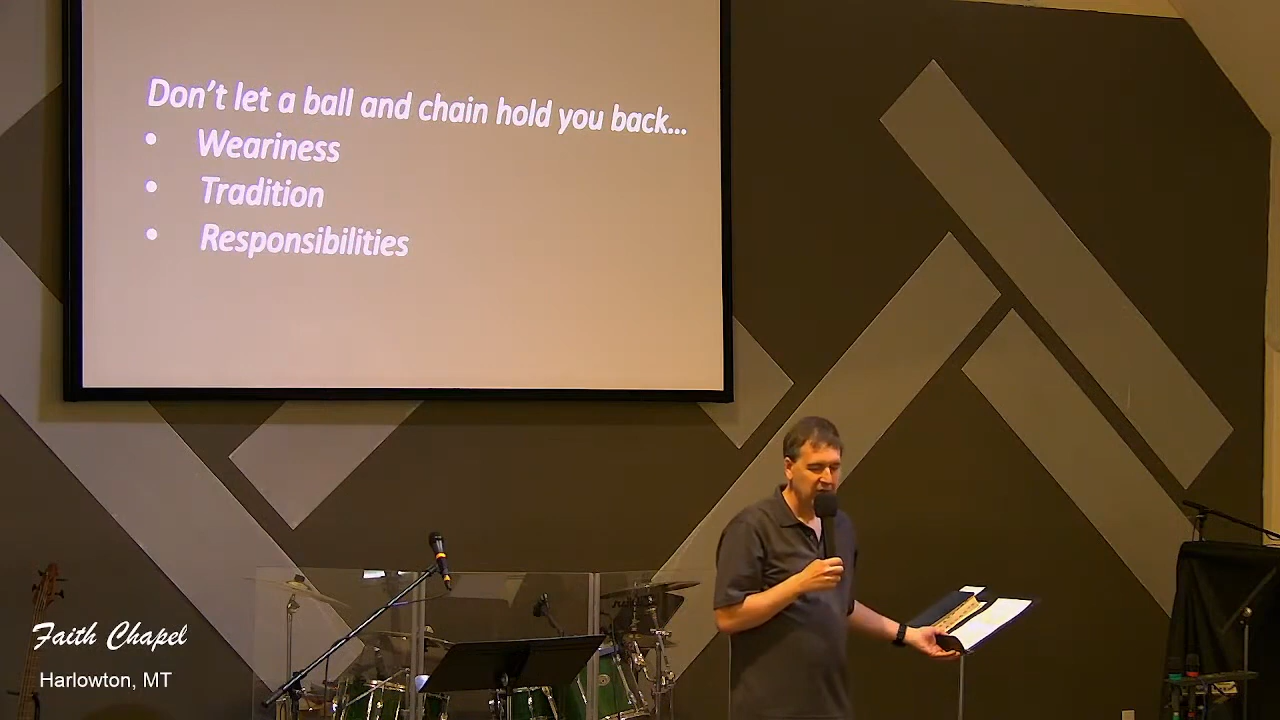 Don't let a ball and chain hold you back...
• Weariness
• Tradition
• Responsibilities
Faith Chapel
Harlowton, MT